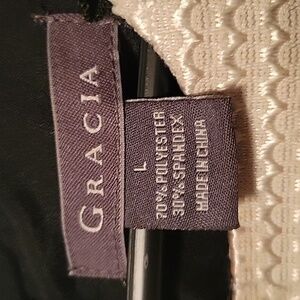 GRACIA
L
70% POLYESTER
30% SPANDEX
MADE IN CHINA